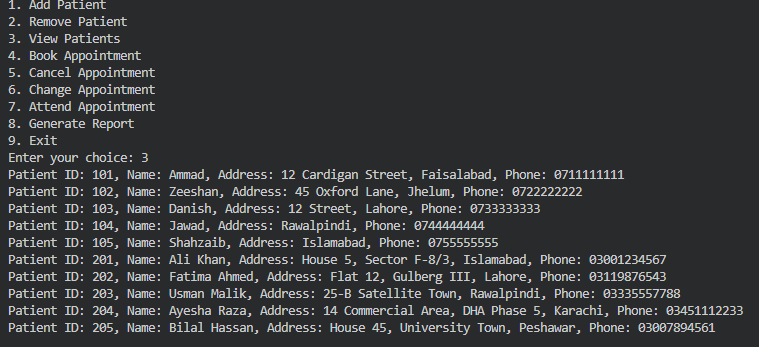 1. Add Patient
2. Remove Patient
3. View Patients
4. Book Appointment
5. Cancel Appointment
6. Change Appointment
7. Attend Appointment
8. Generate Report
9. Exit
Enter your choice: 3
Patient ID: 101, Name: Ammad, Address: 12 Cardigan Street, Faisalabad, Phone: 0711111111
Patient ID: 102, Name: Zeeshan, Address: 45 Oxford Lane, Jhelum, Phone: 0722222222
Patient ID: 103, Name: Danish, Address: 12 Street, Lahore, Phone: 0733333333
Patient ID: 104, Name: Jawad, Address: Rawalpindi, Phone: 0744444444
Patient ID: 105, Name: Shahzaib, Address: Islamabad, Phone: 0755555555
Patient ID: 201, Name: Ali Khan, Address: House 5, Sector F-8/3, Islamabad, Phone: 03001234567
Patient ID: 202, Name: Fatima Ahmed, Address: Flat 12, Gulberg III, Lahore, Phone: 03119876543
Patient ID: 203, Name: Usman Malik, Address: 25-B Satellite Town, Rawalpindi, Phone: 03335557788
Patient ID: 204, Name: Ayesha Raza, Address: 14 Commercial Area, DHA Phase 5, Karachi, Phone: 03451112233
Patient ID: 205, Name: Bilal Hassan, Address: House 45, University Town, Peshawar, Phone: 03007894561